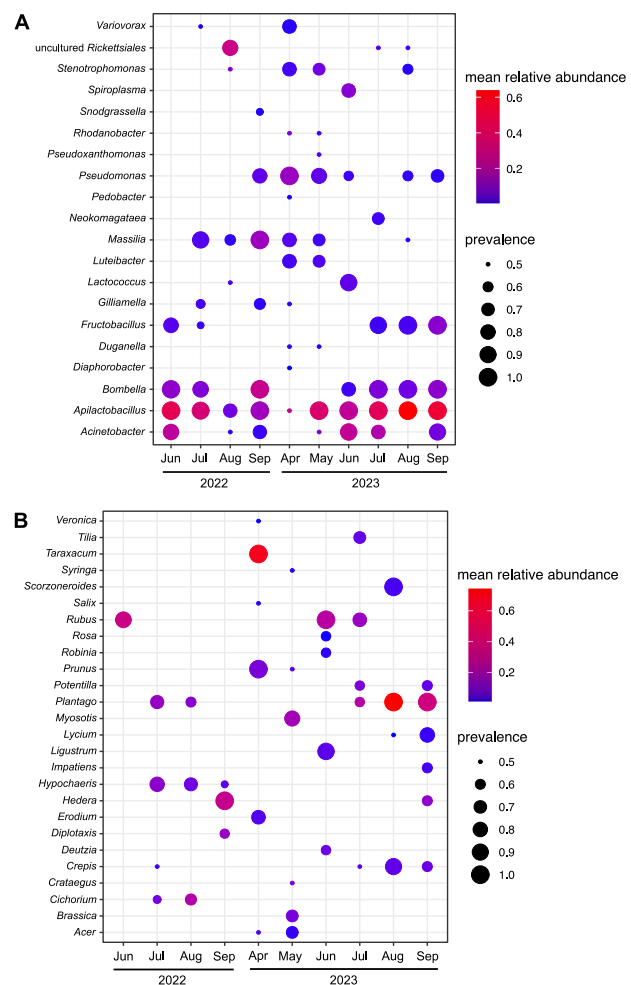 A
Variovorax
uncultured Rickettsiales
Stenotrophomonas
Spiroplasma
Snodgrassella
Rhodanobacter
Pseudoxanthomonas
Pseudomonas
Pedobacter
Neokomagataea
Massilia
Luteibacter
Lactococcus
Gilliamella
Fructobacillus
Duganella
Diaphorobacter
Bombella
Apilactobacillus
Acinetobacter
Jun Jul Aug Sep Apr May Jun Jul Aug Sep
2022 2023
mean relative abundance
0.6
0.4
0.2
prevalence
0.5
0.6
0.7
0.8
0.9
1.0
B
Veronica
Tilia
Taraxacum
Syringa
Scorzoneroides
Salix
Rubus
Rosa
Robinia
Prunus
Potentilla
Plantago
Myosotis
Lycium
Ligustrum
Impatiens
Hypochaeris
Hedera
Erodium
Diplotaxis
Deutzia
Crepis
Crataegus
Cichorium
Brassica
Acer
Jun Jul Aug Sep Apr May Jun Jul Aug Sep
2022 2023
mean relative abundance
0.6
0.4
0.2
prevalence
0.5
0.6
0.7
0.8
0.9
1.0